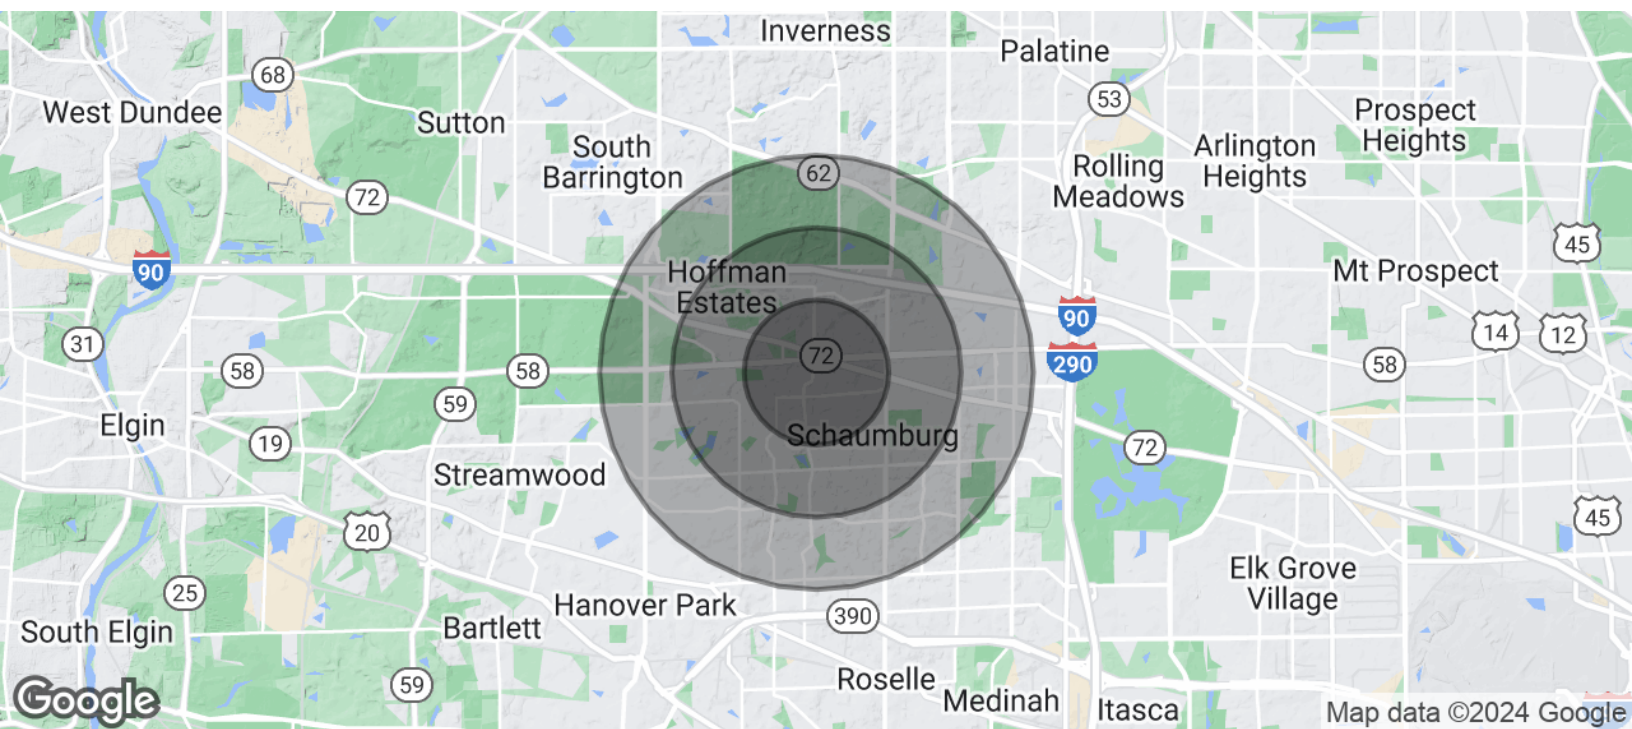 Inverness
Palatine
68
53
West Dundee
Sutton
Prospect
Heights
South
Barrington
Arlington
Heights
62
Rolling
Meadows
72
45
90
Hoffman
Estates
Mt Prospect
90
31
14
12
72
58
58
290
58
59
Elgin
19
Schaumburg
72
Streamwood
20
45
25
Elk Grove
Village
Hanover Park
390
South Elgin
Bartlett
59
Roselle
Medinah
Itasca
Google
Map data ©2024 Google